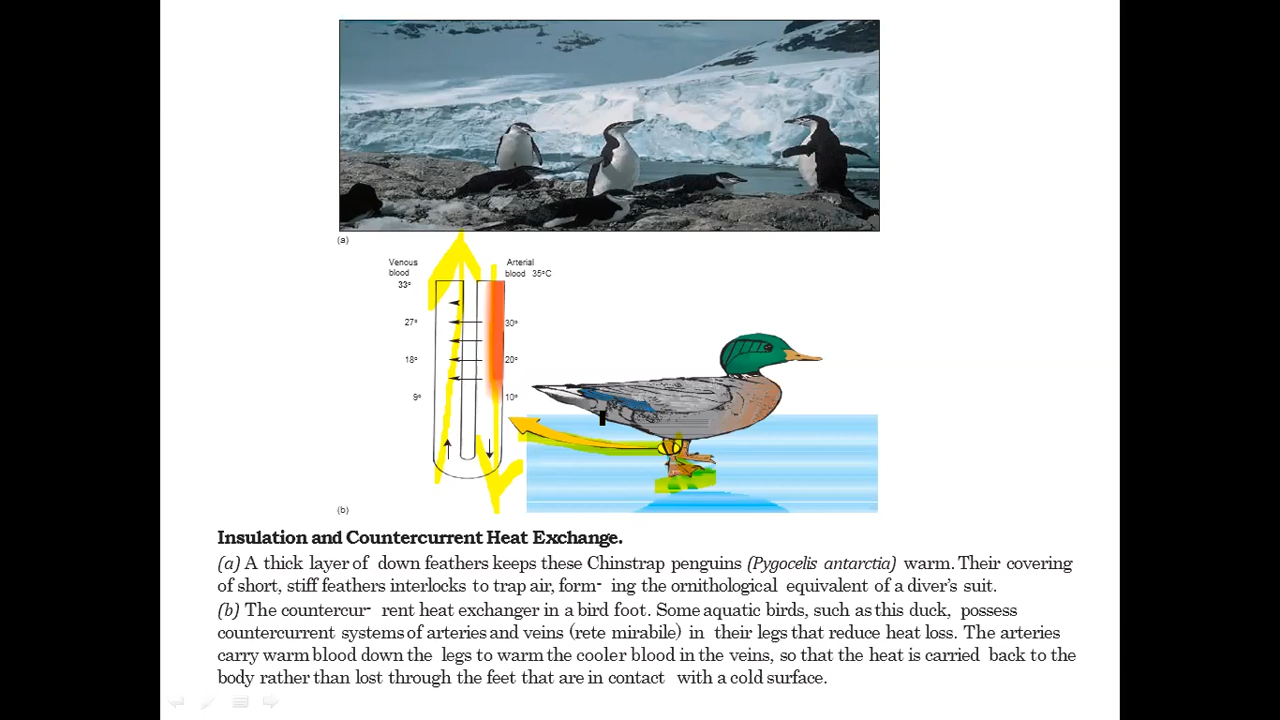 (a)
Venous Arterial
blood blood 35°C
33°
27° 30°
18° 20°
9° 10°
(b)
Insulation and Countercurrent Heat Exchange.
(a) A thick layer of down feathers keeps these Chinstrap penguins (Pygocelis antarctia) warm. Their covering
of short, stiff feathers interlocks to trap air, form- ing the ornithological equivalent of a diver's suit.
(b) The countercur- rent heat exchanger in a bird foot. Some aquatic birds, such as this duck, possess
countercurrent systems of arteries and veins (rete mirabile) in their legs that reduce heat loss. The arteries
carry warm blood down the legs to warm the cooler blood in the veins, so that the heat is carried back to the
body rather than lost through the feet that are in contact with a cold surface.